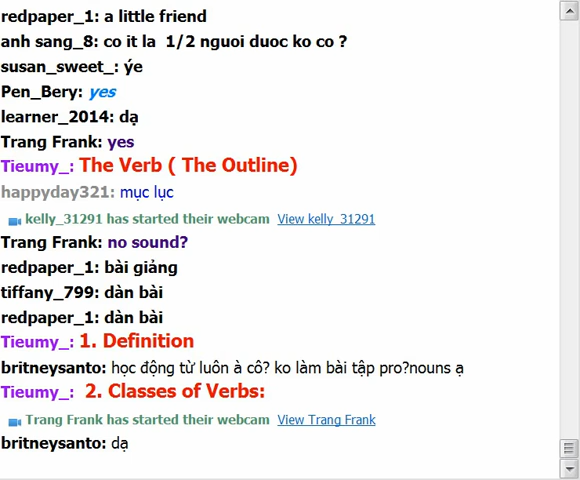 redpaper_1: a little friend
anh sang_8: co it la 1/2 nguoi duoc ko co ?
susan_sweet_: ýe
Pen_Bery: yes
learner_2014: dạ
Trang Frank: yes
Tieumy_: The Verb ( The Outline)
happyday321: mục lục
kelly_31291 has started their webcam View kelly_31291
Trang Frank: no sound?
redpaper_1: bài giảng
tiffany_799: dàn bài
redpaper_1: dàn bài
Tieumy_: 1. Definition
britneysanto: học động từ luôn à cô? ko làm bài tập pro?nouns ạ
Tieumy_: 2. Classes of Verbs:
Trang Frank has started their webcam View Trang Frank
britneysanto: dạ